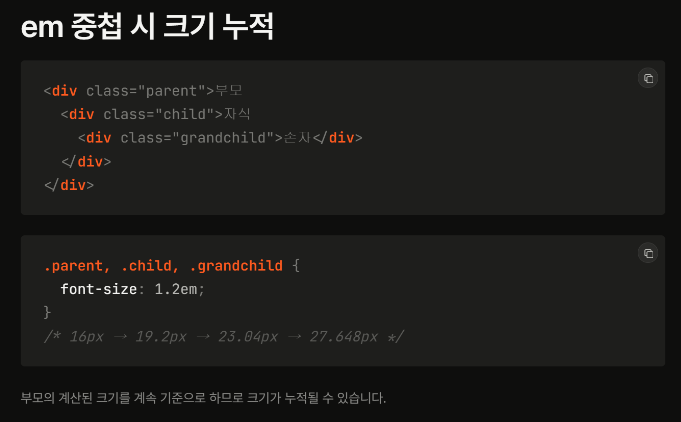 em 중첩 시 크기 누적
<div class="parent">부모
<div class="child">자식
<div class="grandchild">손자</div>
</div>
</div>
.parent, .child, .grandchild {
font-size: 1.2em;
}
/* 16px → 19.2px → 23.04px → 27.648px */
부모의 계산된 크기를 계속 기준으로 하므로 크기가 누적될 수 있습니다.